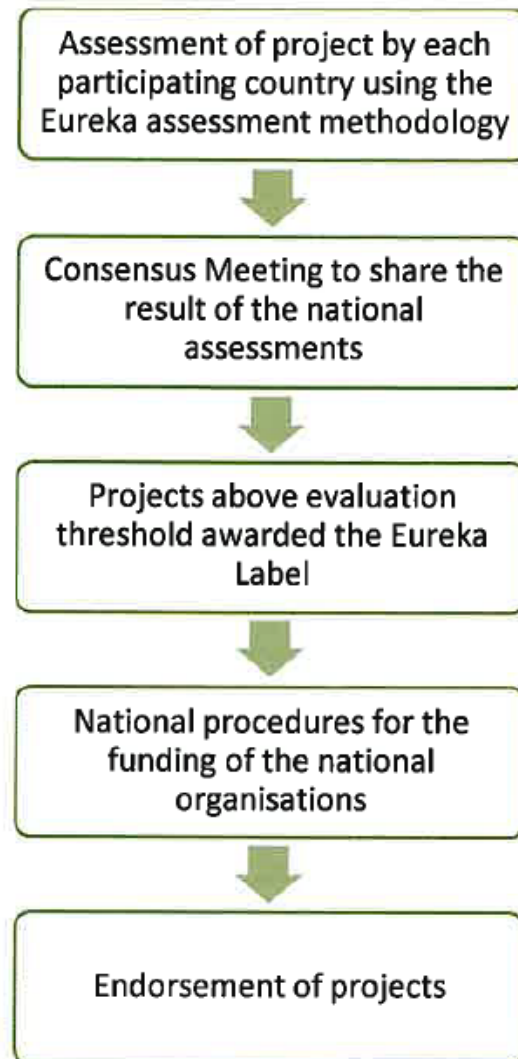 Assessment of project by each
participating country using the
Eureka assessment methodology
Consensus Meeting to share the
result of the national
assessments
Projects above evaluation
threshold awarded the Eureka
Label
National procedures for the
funding of the national
organisations
Endorsement of projects